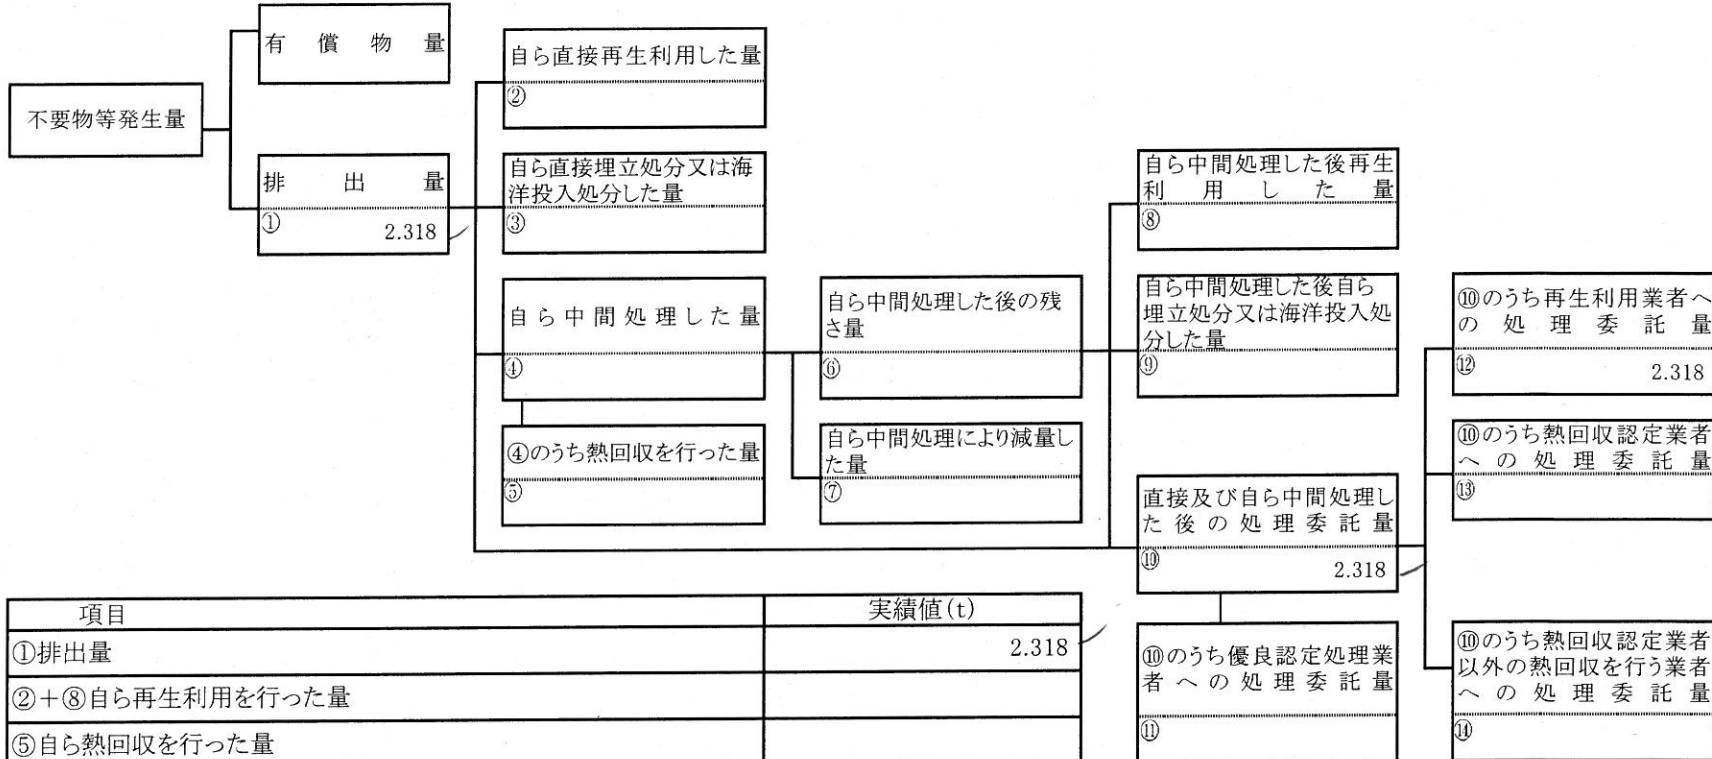 有償物量
不要物等発生量
排出量
①
2.318
自ら直接再生利用した量
②
自ら直接埋立処分又は海
洋投入処分した量
③
自ら中間処理した量
④
④のうち熱回収を行った量
⑤
自ら中間処理した後の残
さ量
⑥
自ら中間処理により減量し
た量
⑦
自ら中間処理した後再生
利用した量
⑧
自ら中間処理した後自ら
埋立処分又は海洋投入処
分した量
⑨
直接及び自ら中間処理し
た後の処理委託量
⑩
2.318
⑩のうち優良認定処理業
者への処理委託量
⑪
⑩のうち再生利用業者へ
の処理委託量
⑫
2.318
⑩のうち熱回収認定業者
への処理委託量
⑬
⑩のうち熱回収認定業者
以外の熱回収を行う業者
への処理委託量
⑭
項目 実績値(t)
①排出量 2.318
②+⑧自ら再生利用を行った量
⑤自ら熱回収を行った量